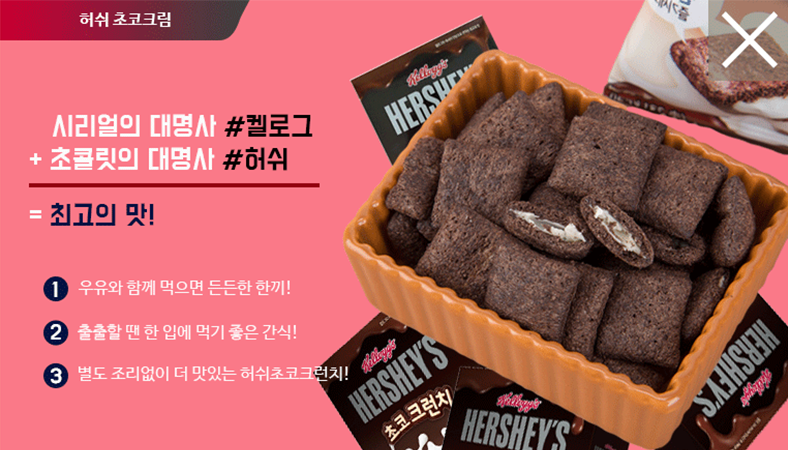 허쉬 초코크림
시리얼의 대명사 #켈로그
+ 초콜릿의 대명사 #허쉬
= 최고의 맛!
1 우유와 함께 먹으면 든든한 한끼!
2 출출할 땐 한 입에 먹기 좋은 간식!
3 별도 조리없이 더 맛있는 허쉬초코크런치!
Kellogg's
HERSHEY'S
Kellogg's
HERSHEY'S
초코 크런치
Kellogg's
HERSHEY'S
Kellogg's
HERSHEY'S